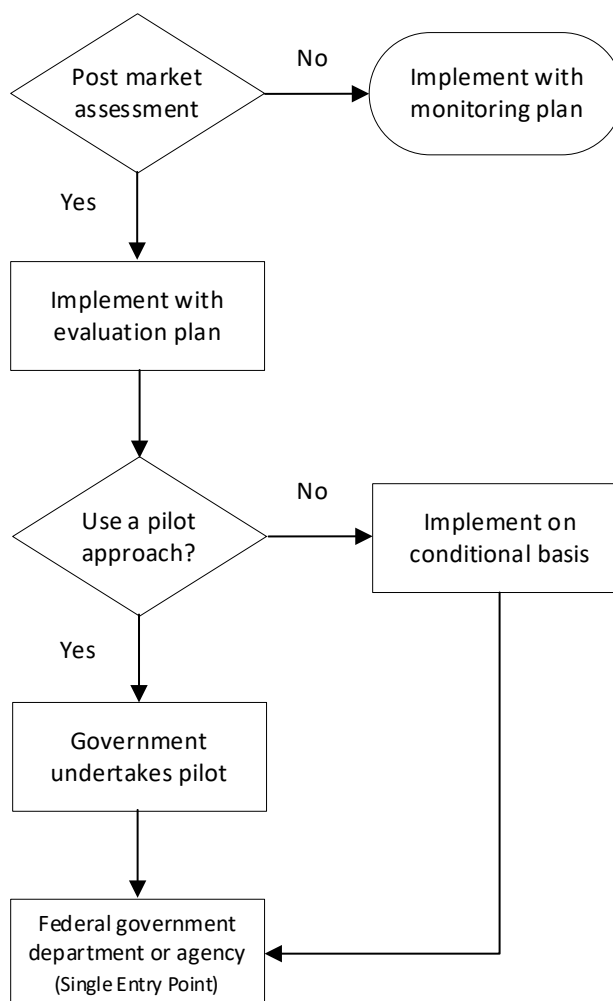 Post market
assessment
No
Implement with
monitoring plan
Yes
Implement with
evaluation plan
Use a pilot
approach?
No
Implement on
conditional basis
Yes
Government
undertakes pilot
Federal government
department or agency
(Single Entry Point)